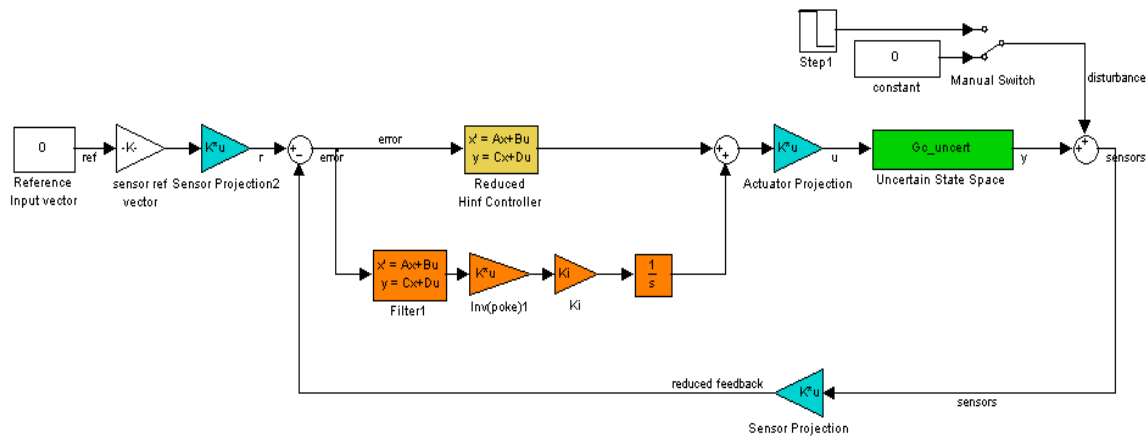 Step1
0
constant
Manual Switch
disturbance
0
ref
-K-
K*u
r
error
error
x' = Ax+Bu
y = Cx+Du
K*u
u
Gc_uncert
y
sensors
Reference
Input vector
sensor ref
vector
Sensor Projection2
Reduced
Hinf Controller
Actuator Projection
Uncertain State Space
x' = Ax+Bu
y = Cx+Du
K*u
Ki
1
s
Filter1
Inv(poke)1
Ki
reduced feedback
K*u
sensors
Sensor Projection